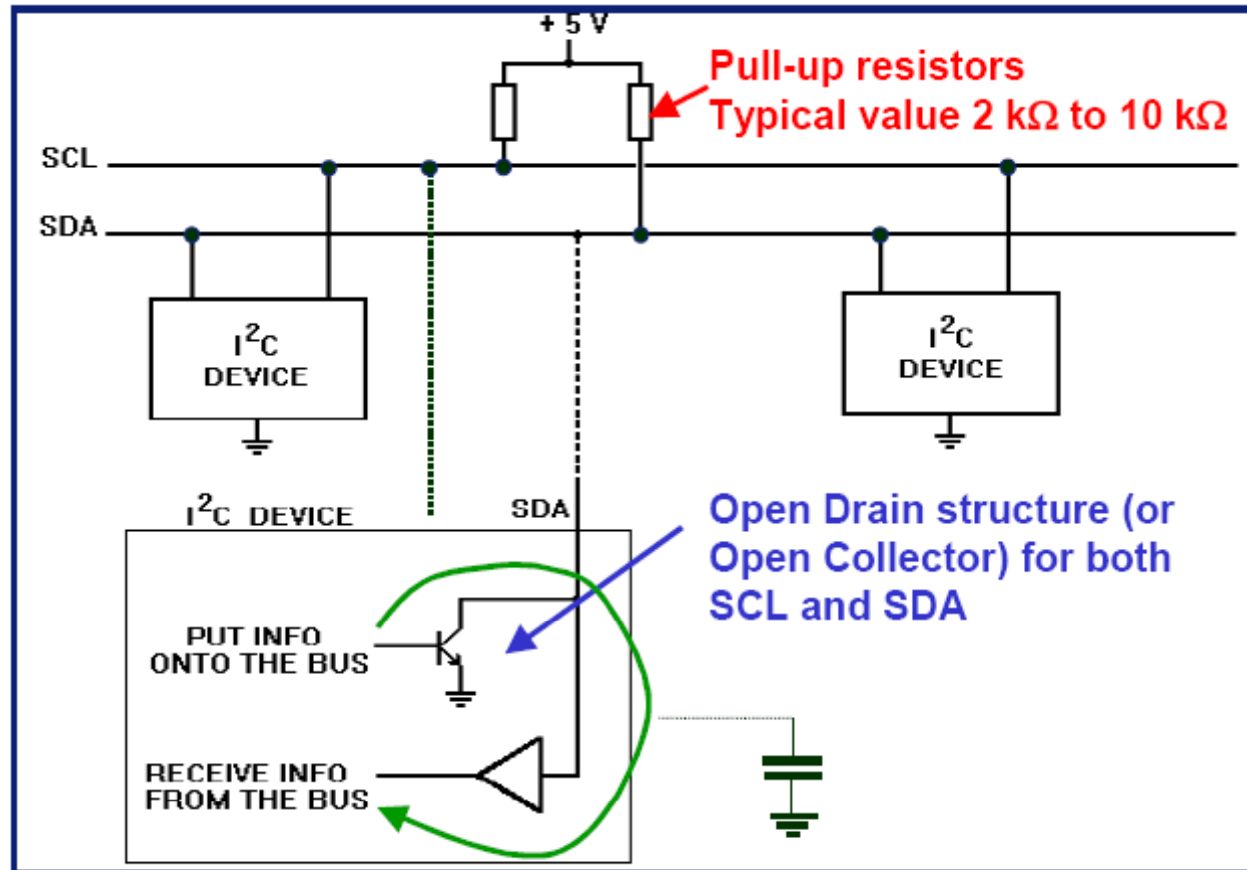 + 5 V
Pull-up resistors
Typical value 2 kΩ to 10 kΩ
SCL
SDA
I²C
DEVICE
I²C
DEVICE
I²C DEVICE
SDA
Open Drain structure (or
Open Collector) for both
SCL and SDA
PUT INFO
ONTO THE BUS
RECEIVE INFO
FROM THE BUS